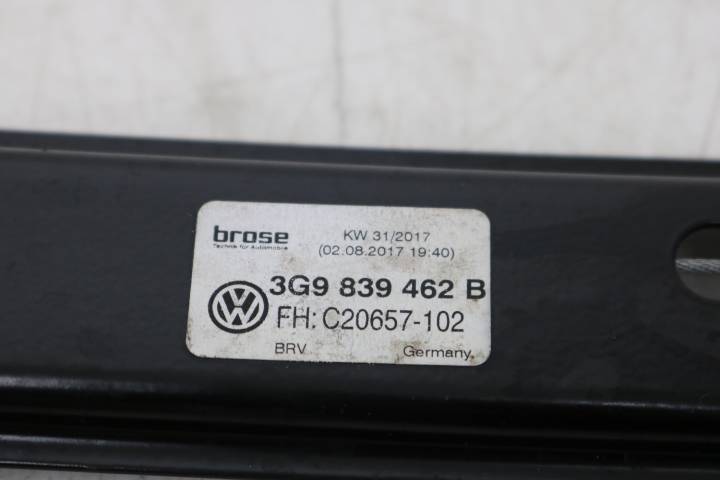 brose
Technik für Automobile
KW 31/2017
(02.08.2017 19:40)
3G9 839 462 B
FH: C20657-102
BRV
Germany